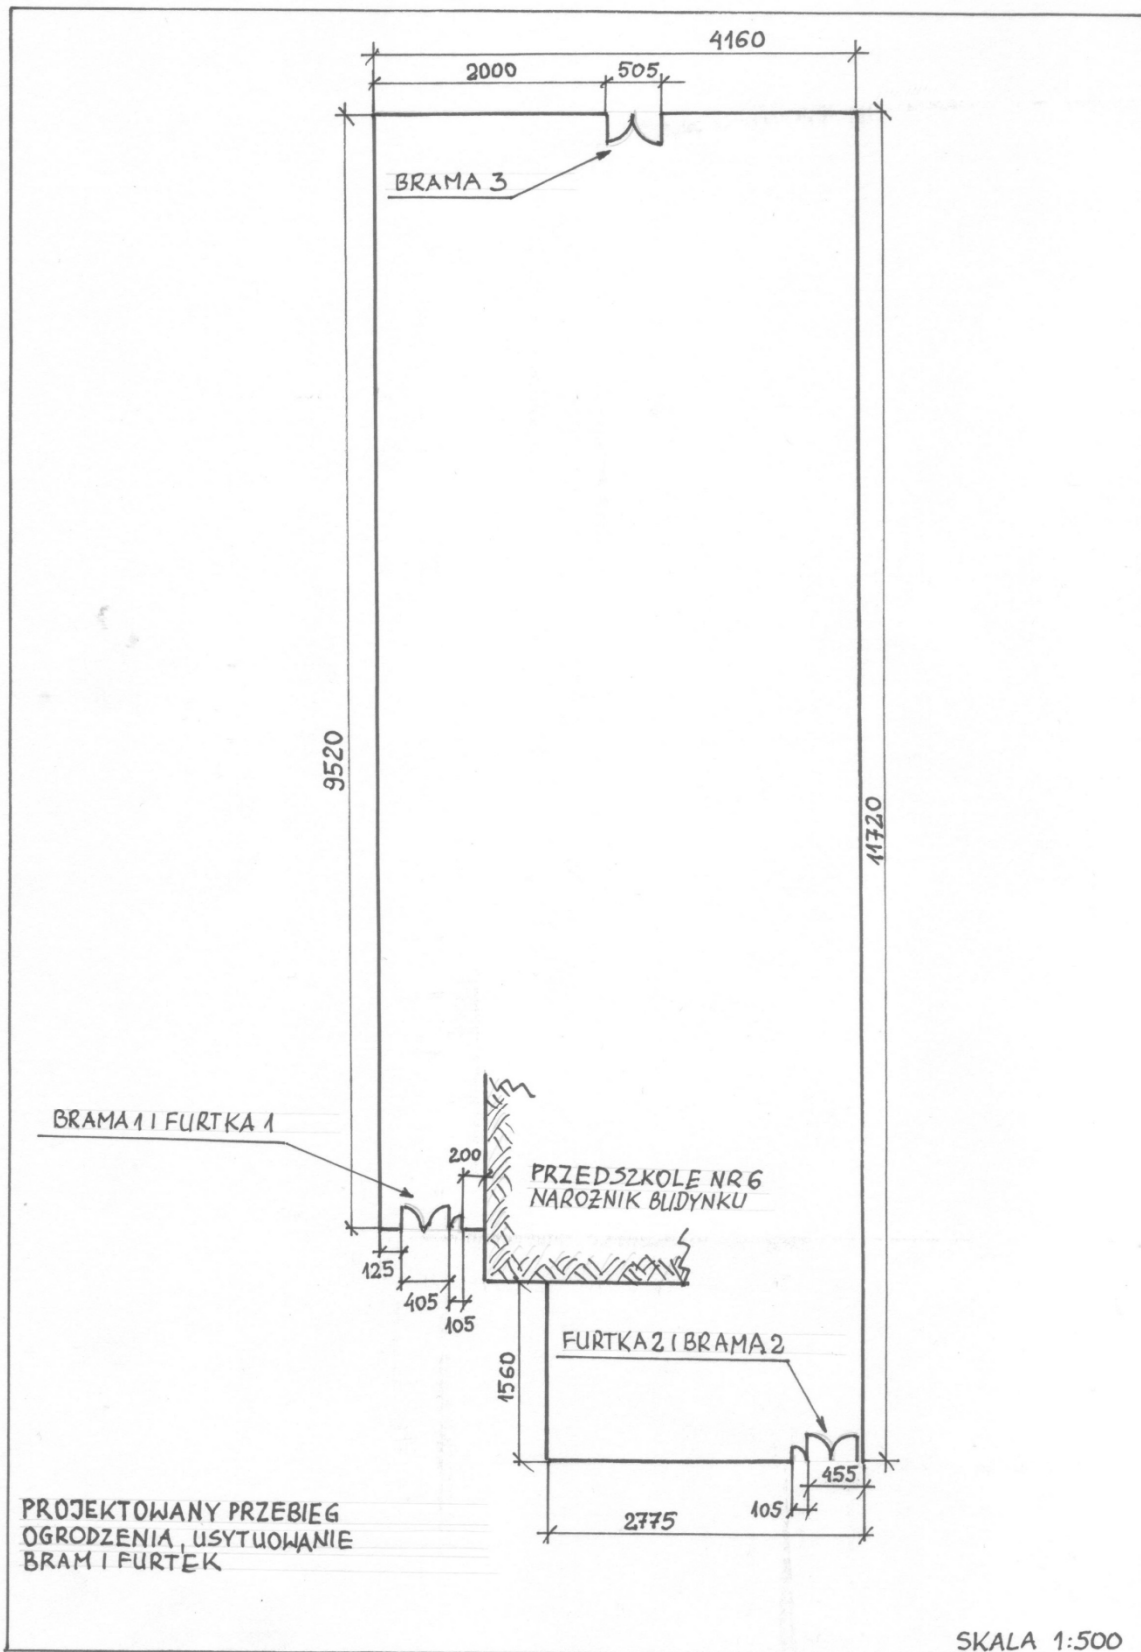 4160
2000
505
BRAMA 3
9520
11720
BRAMA 1 I FURTKA 1
200
PRZEDSZKOLE NR 6
NAROŻNIK BUDYNKU
125
405
105
FURTKA 2 I BRAMA 2
1560
455
105
2775
PROJEKTOWANY PRZEBIEG
OGRODZENIA, USYTUOWANIE
BRAM I FURTEK
SKALA 1:500